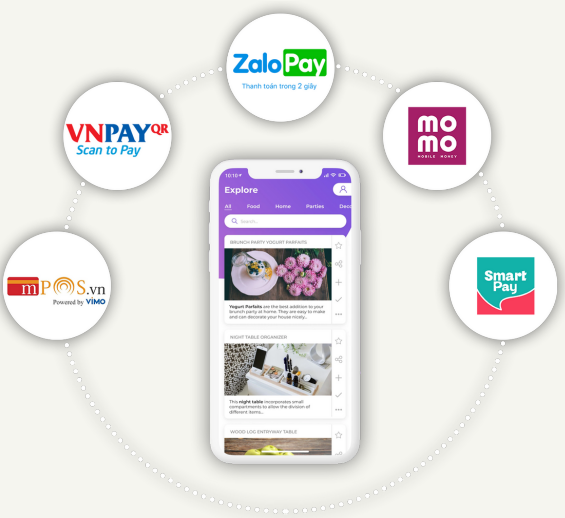 ZaloPay
Thanh toán trong 2 giây
VNPAYQR
Scan to Pay
mo
mo
MOBILE MONEY
mPOS.vn
Powered by VIMO
Smart
Pay
10:10
Explore
All Food Home Parties Deco
Search...
BRUNCH PARTY YOGURT PARFAITS
Yogurt Parfaits are the best addition to your
brunch party at home. They are easy to make
and can decorate your house nicely...
NIGHT TABLE ORGANIZER
This night table incorporates small
compartments to allow the division of
different items...
WOOD LOG ENTRYWAY TABLE